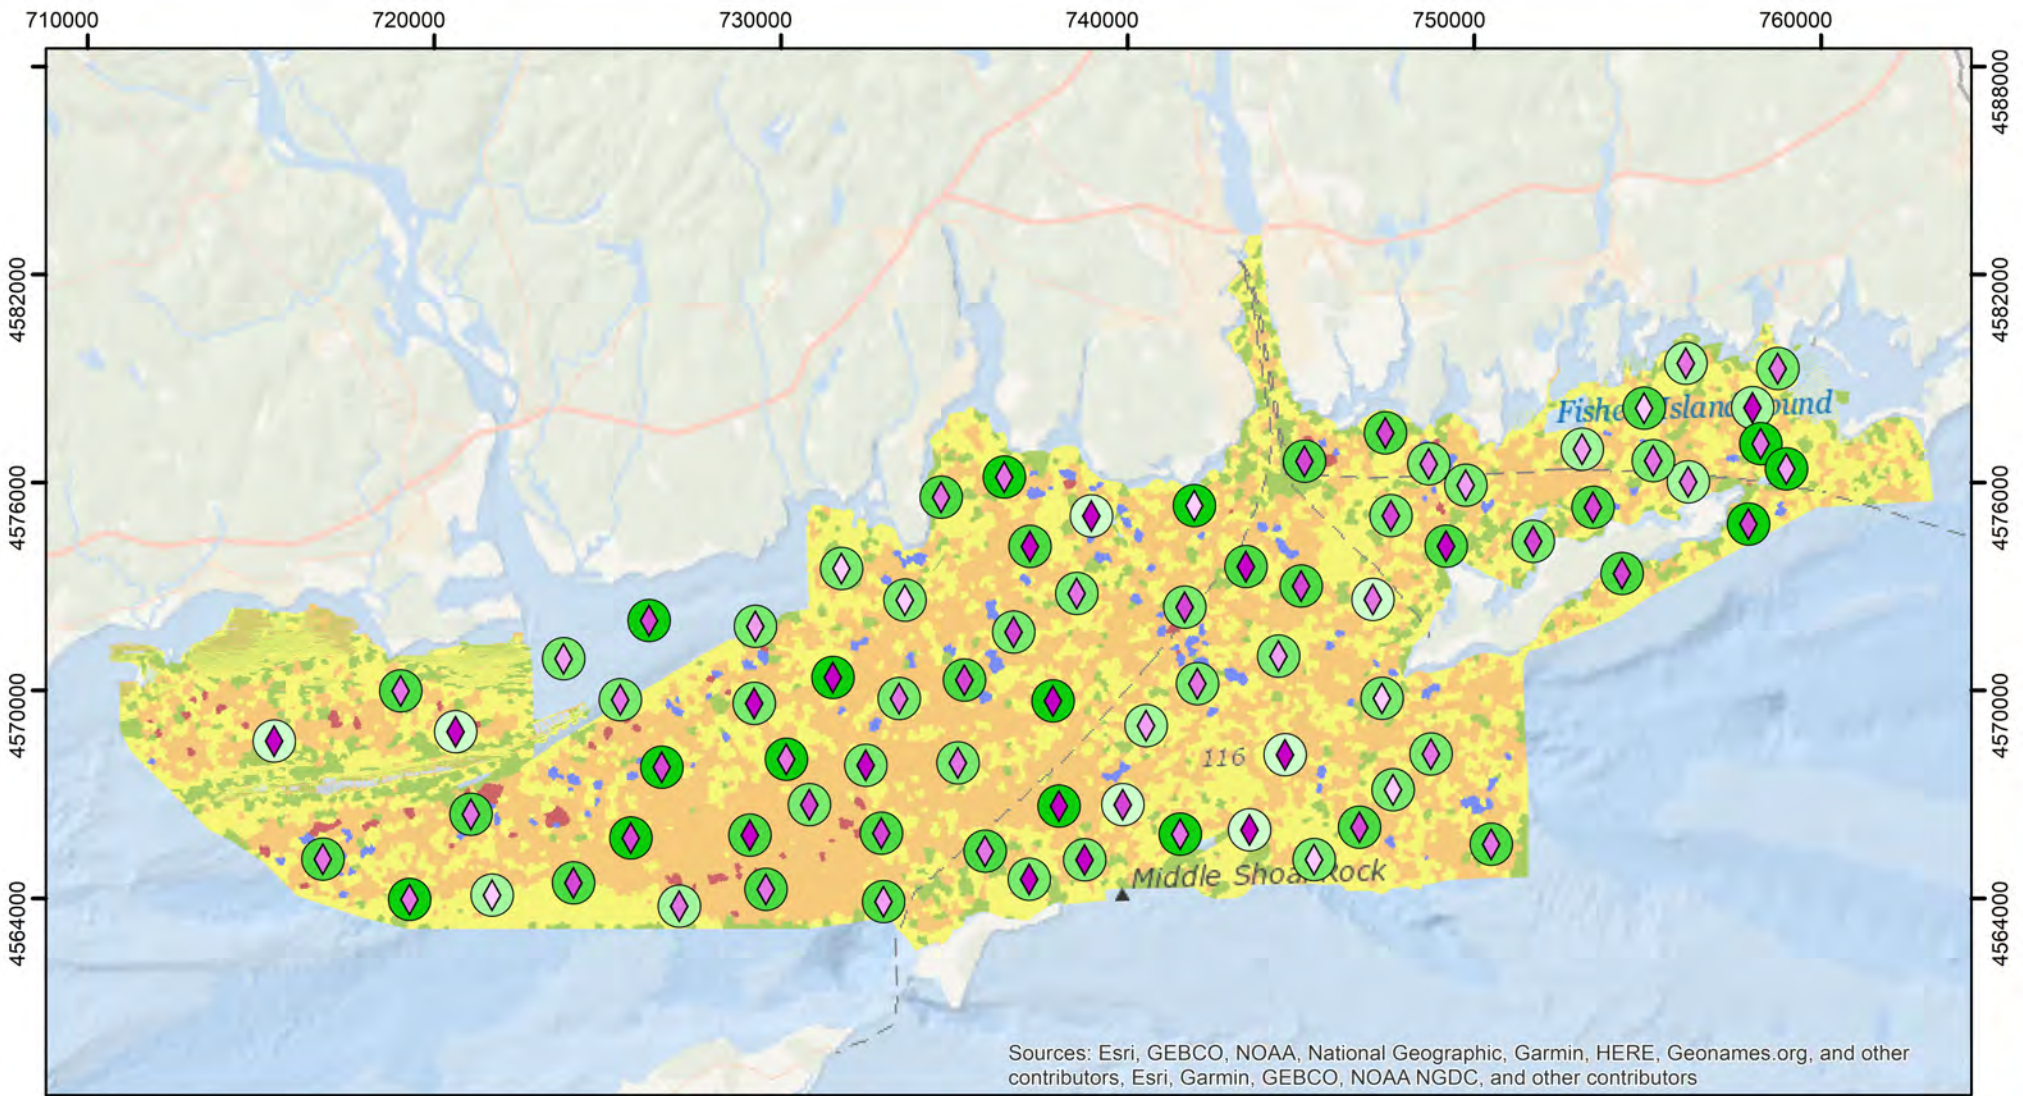 710000 720000 730000 740000 750000 760000
4588000
4582000 4582000
Fishe Island ound
4576000 4576000
4570000 4570000
116
Middle Shoal Rock
4564000 4564000
Sources: Esri, GEBCO, NOAA, National Geographic, Garmin, HERE, Geonames.org, and other
contributors, Esri, Garmin, GEBCO, NOAA NGDC, and other contributors